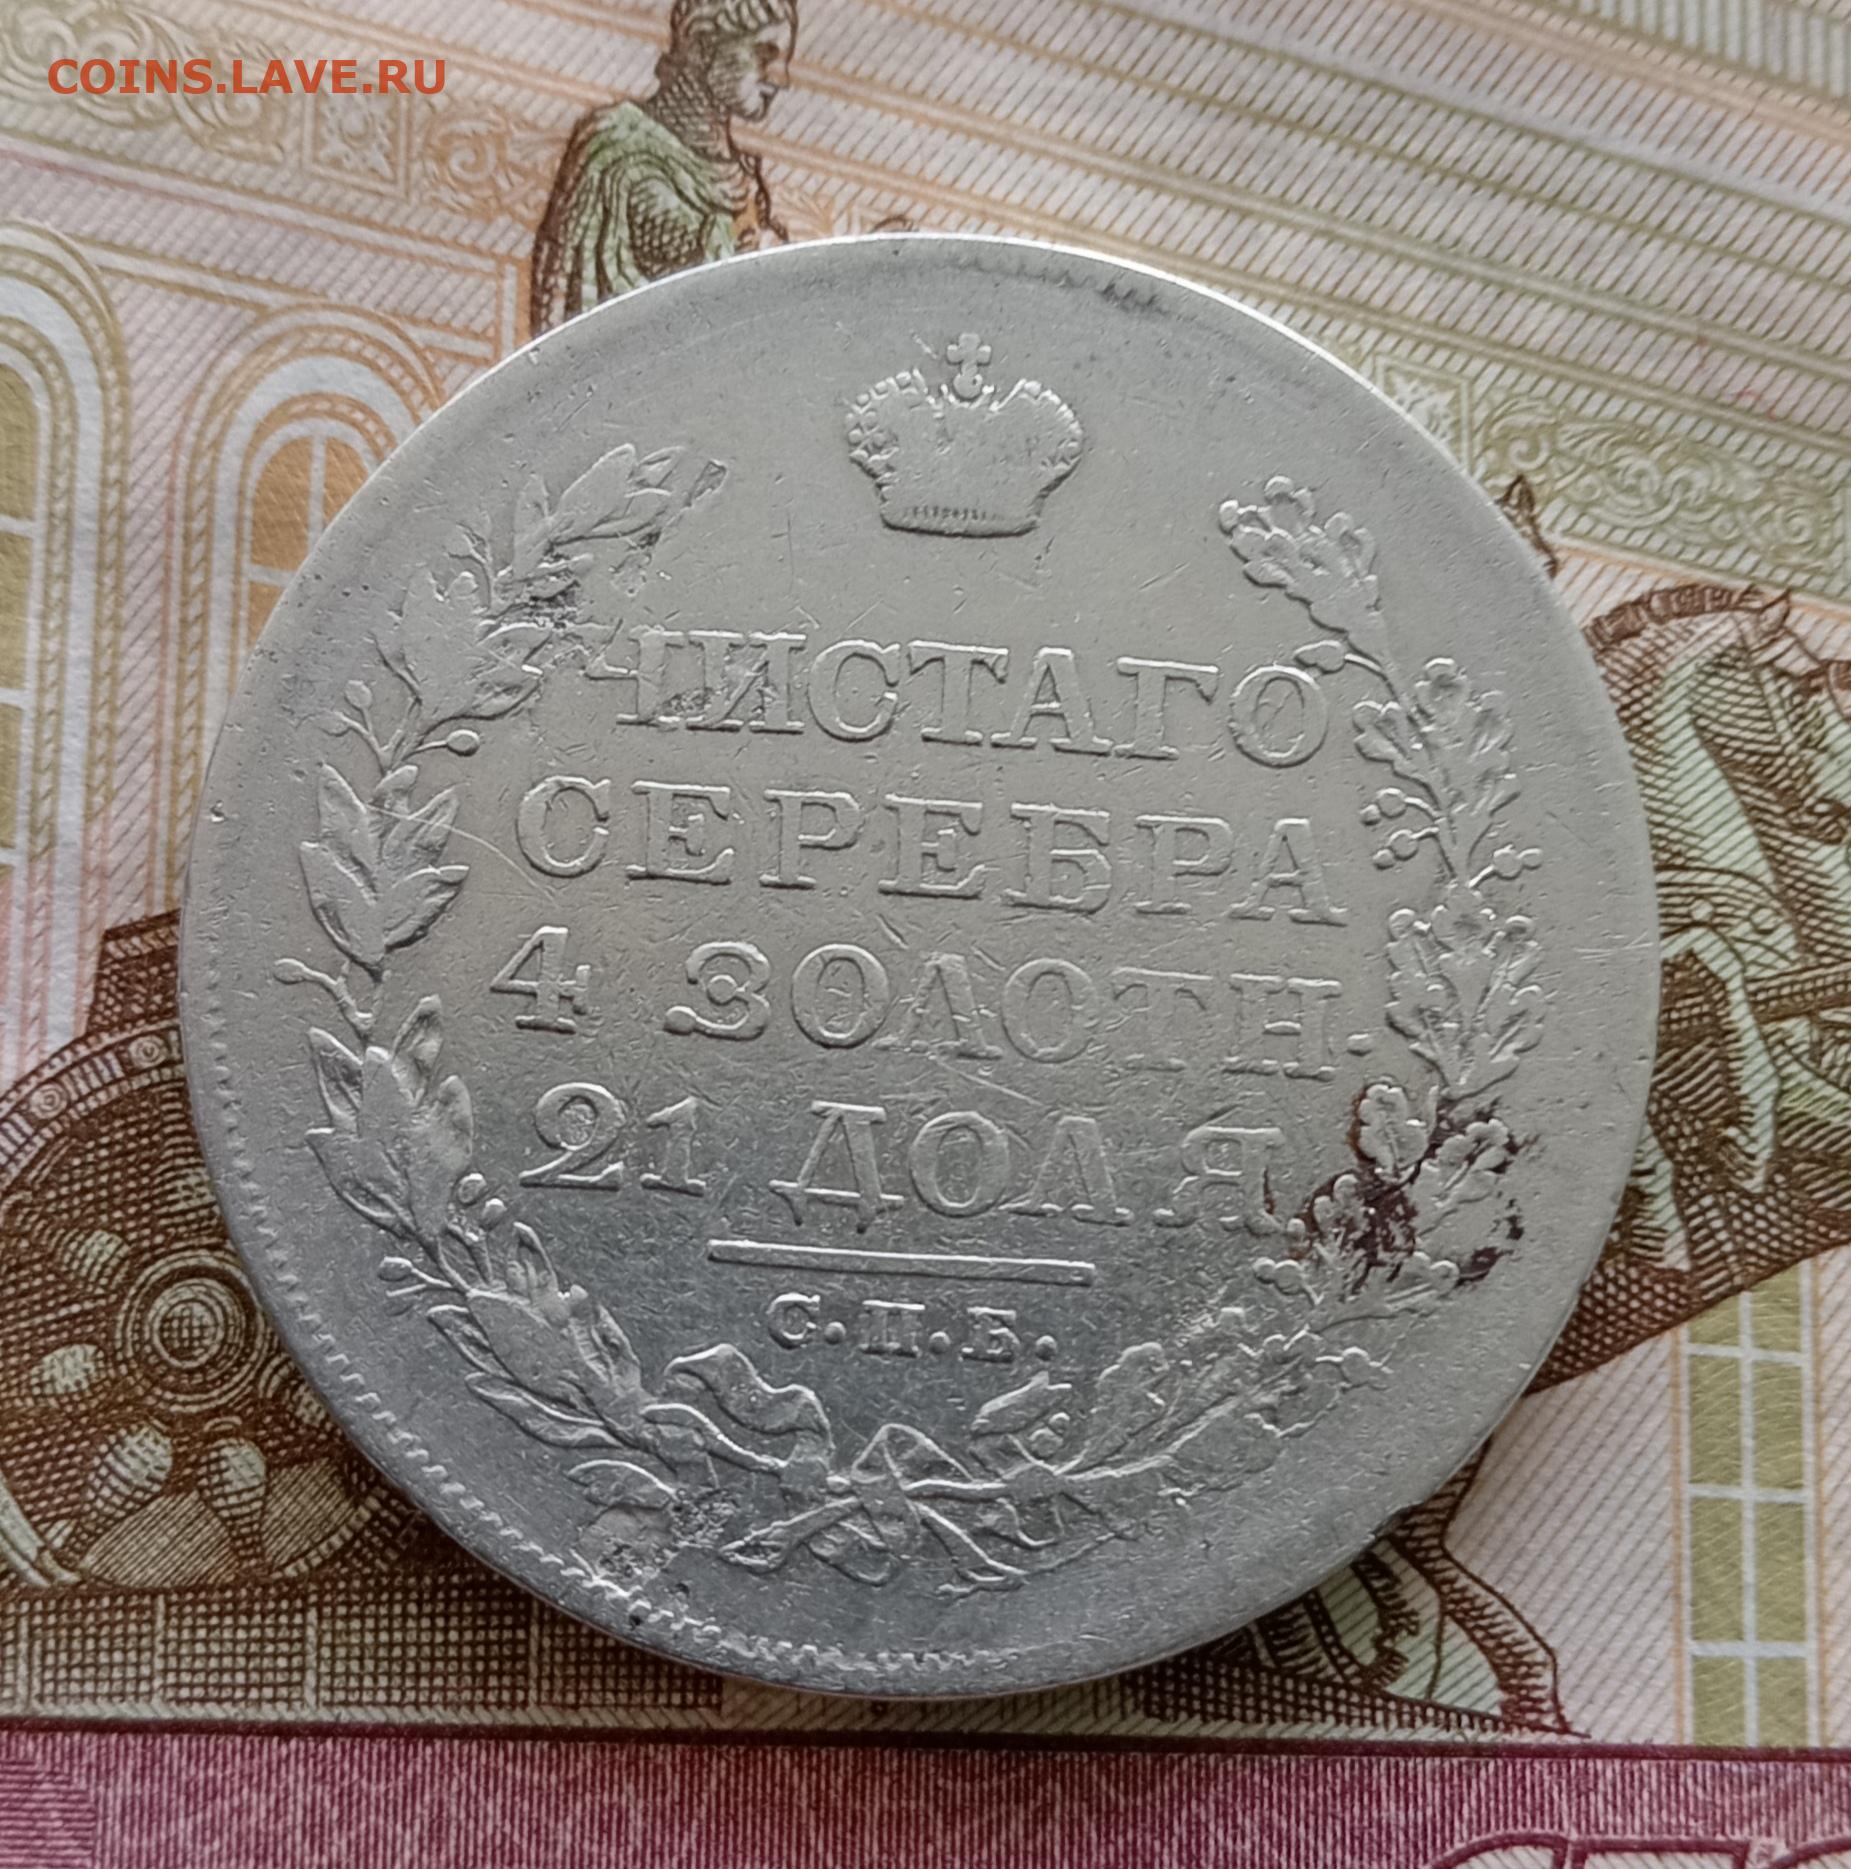 COINS.LAVE.RU
ЧИСТАГО
СЕРЕБРА
4 ЗОЛОТН.
21 ДОЛЯ
С.П.Б.